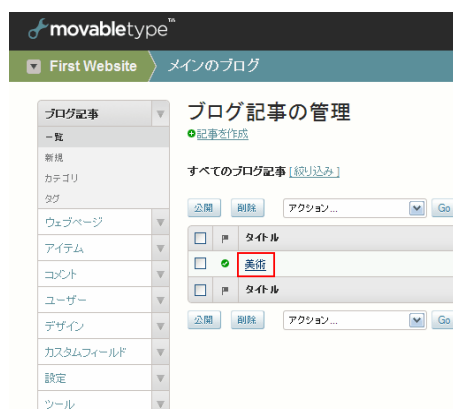 movabletype™
First Website メインのブログ
ブログ記事
一覧
新規
カテゴリ
タグ
ウェブページ
アイテム
コメント
ユーザー
デザイン
カスタムフィールド
設定
ツール
ブログ記事の管理
記事を作成
すべてのブログ記事 [絞り込み]
公開 削除 アクション... Go
タイトル
美術
タイトル
公開 削除 アクション... Go